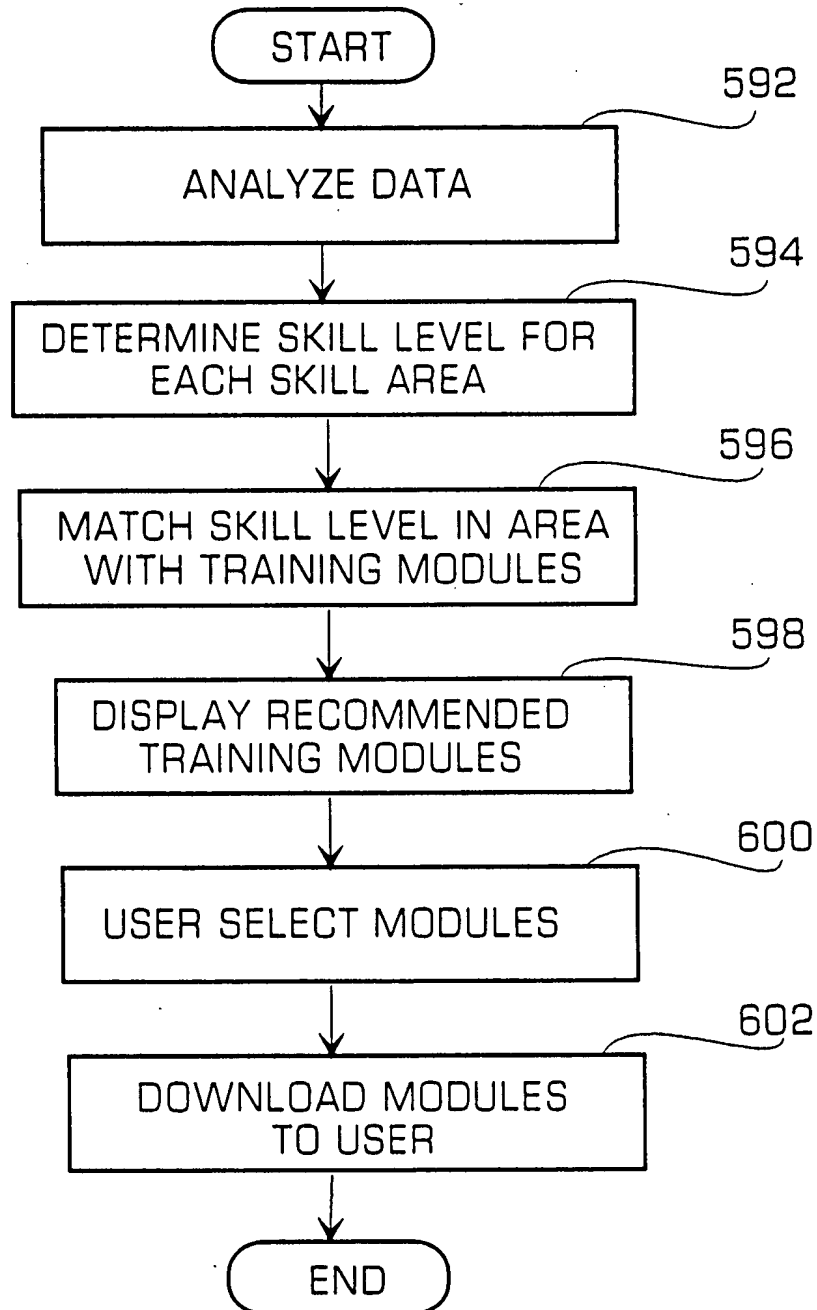 START
592
ANALYZE DATA
594
DETERMINE SKILL LEVEL FOR
EACH SKILL AREA
596
MATCH SKILL LEVEL IN AREA
WITH TRAINING MODULES
598
DISPLAY RECOMMENDED
TRAINING MODULES
600
USER SELECT MODULES
602
DOWNLOAD MODULES
TO USER
END